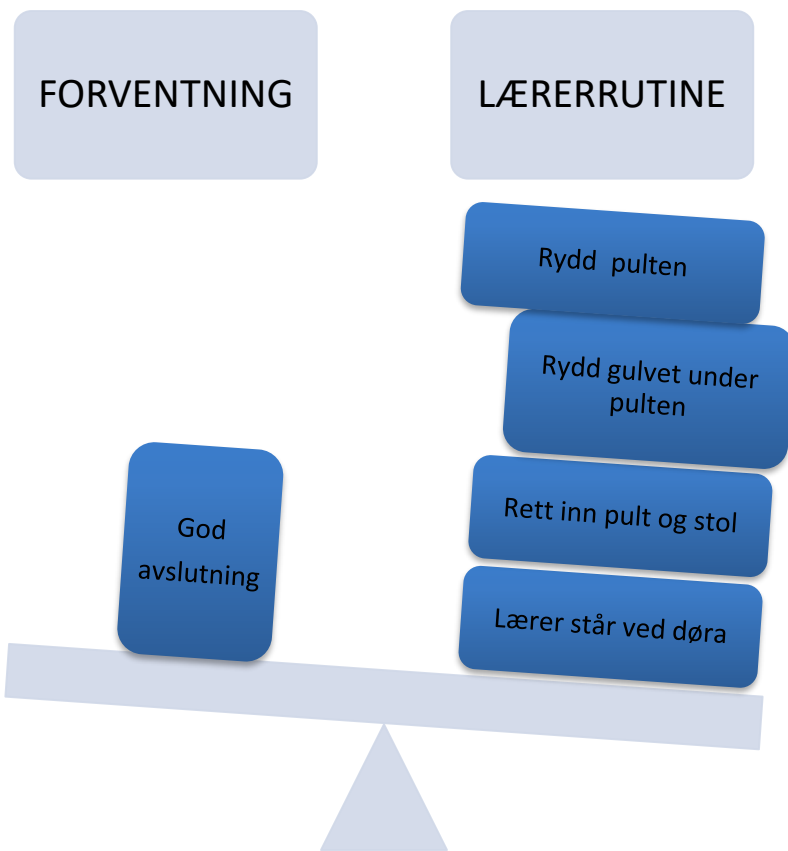 FORVENTNING
LÆRERRUTINE
Rydd pulten
Rydd gulvet under
pulten
Rett inn pult og stol
Lærer står ved døra
God
avslutning